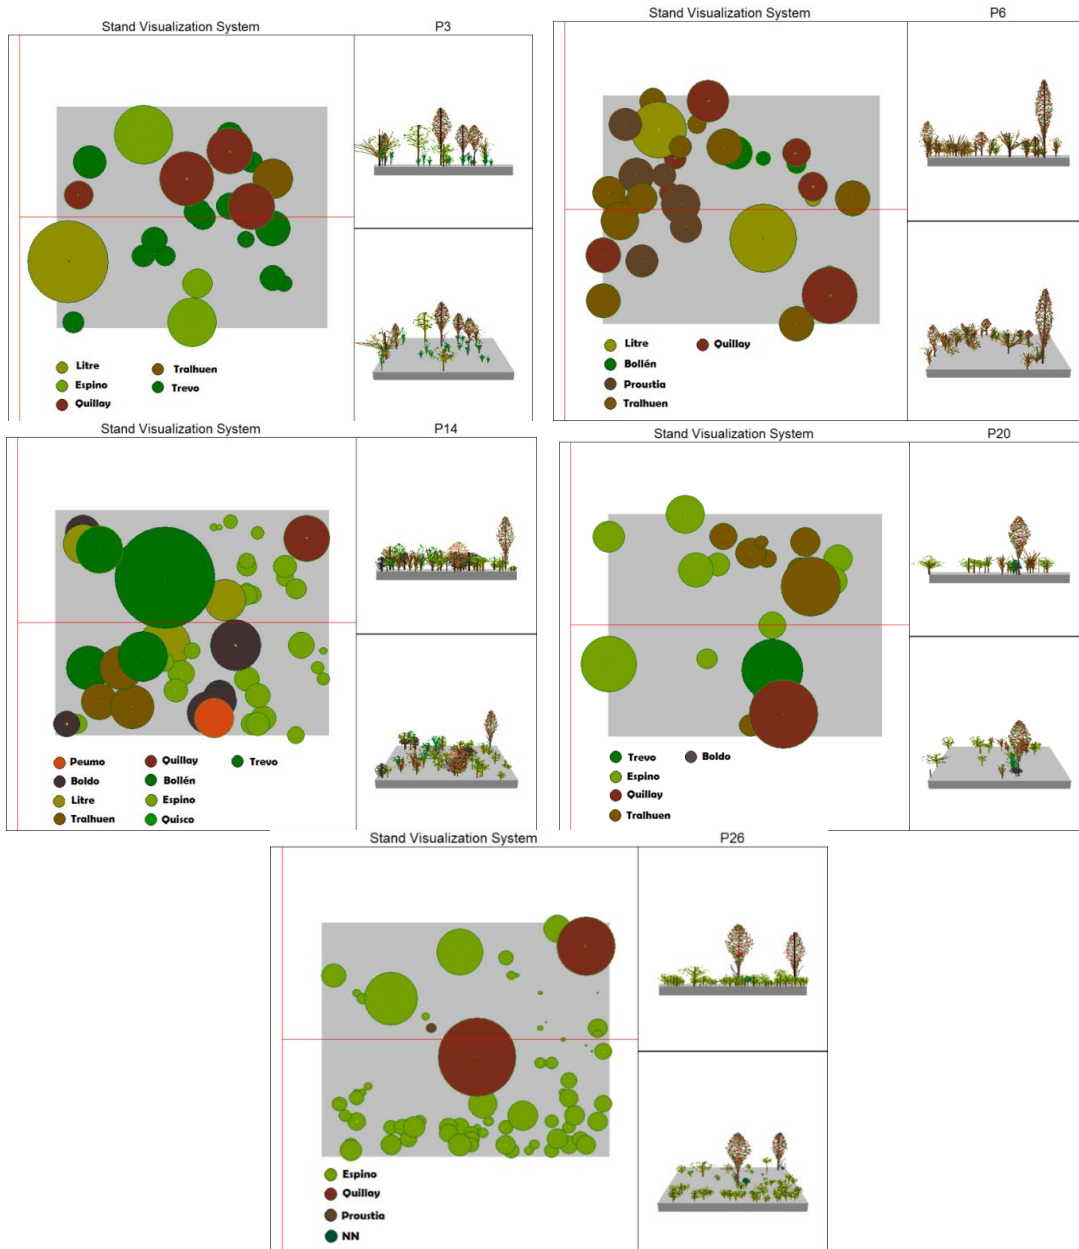 Stand Visualization System P3
Litre Tralhuen
Espino Trevo
Quillay
Stand Visualization System P6
Litre Quillay
Bollén
Proustia
Tralhuen
Stand Visualization System P14
Peumo Quillay Trevo
Boldo Bollén
Litre Espino
Tralhuen Quisco
Stand Visualization System P20
Trevo Boldo
Espino
Quillay
Tralhuen
Stand Visualization System P26
Espino
Quillay
Proustia
NN